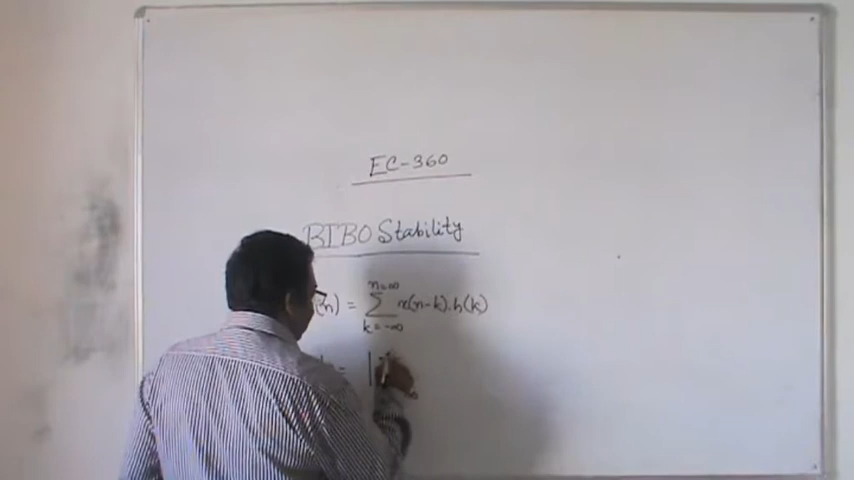 EC-360
BIBO Stability
(n) = n=∞ ∑ k=-∞ x(n-k).h(k)
= |